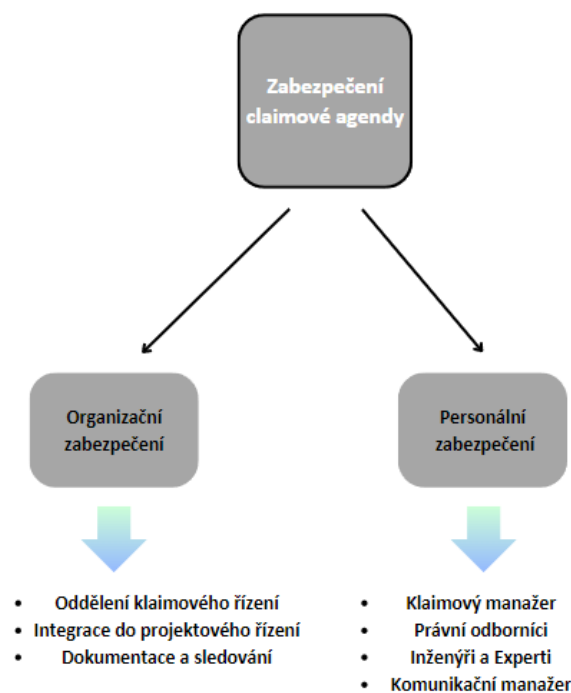 Zabezpečení
claimové agendy
Organizační
zabezpečení
Personální
zabezpečení
• Oddělení klaimového řízení
• Integrace do projektového řízení
• Dokumentace a sledování
• Klaimový manažer
• Právní odborníci
• Inženýři a Experti
• Komunikační manažer